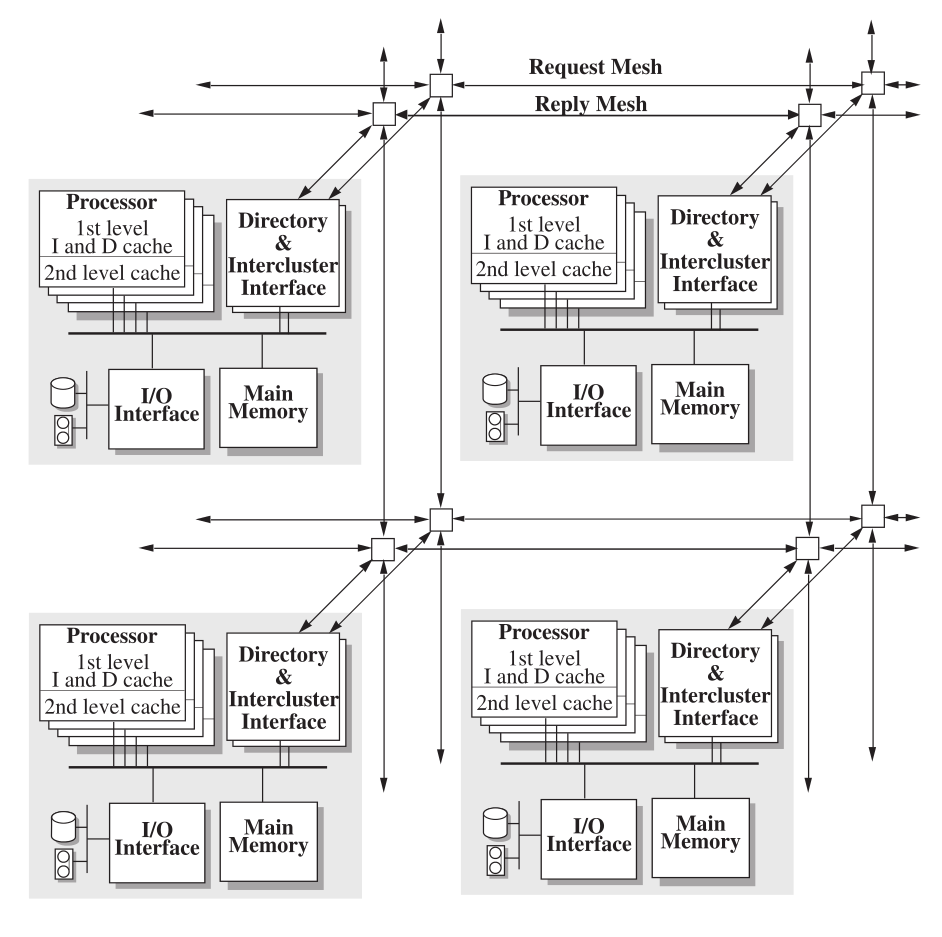 Request Mesh
Reply Mesh
Processor
1st level
I and D cache
2nd level cache
Directory
&
Intercluster
Interface
I/O
Interface
Main
Memory
Processor
1st level
I and D cache
2nd level cache
Directory
&
Intercluster
Interface
I/O
Interface
Main
Memory
Processor
1st level
I and D cache
2nd level cache
Directory
&
Intercluster
Interface
I/O
Interface
Main
Memory
Processor
1st level
I and D cache
2nd level cache
Directory
&
Intercluster
Interface
I/O
Interface
Main
Memory